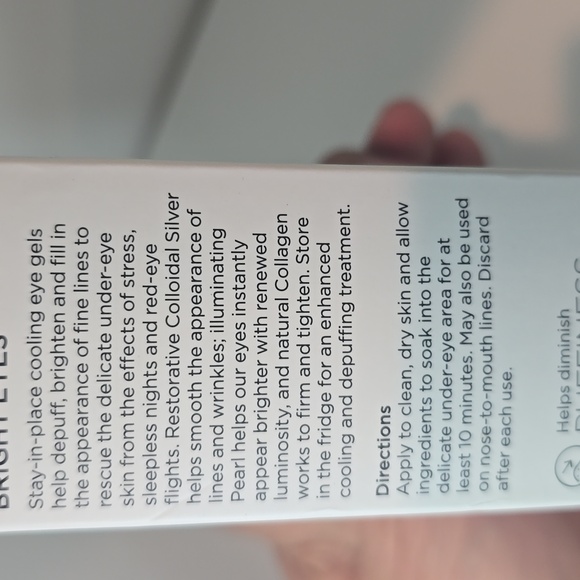 BRIGHT EYES
Stay-in-place cooling eye gels
help depuff, brighten and fill in
the appearance of fine lines to
rescue the delicate under-eye
skin from the effects of stress,
sleepless nights and red-eye
flights. Restorative Colloidal Silver
helps smooth the appearance of
lines and wrinkles; illuminating
Pearl helps our eyes instantly
appear brighter with renewed
luminosity, and natural Collagen
works to firm and tighten. Store
in the fridge for an enhanced
cooling and depuffing treatment.
Directions
Apply to clean, dry skin and allow
ingredients to soak into the
delicate under-eye area for at
least 10 minutes. May also be used
on nose-to-mouth lines. Discard
after each use.
Helps diminish